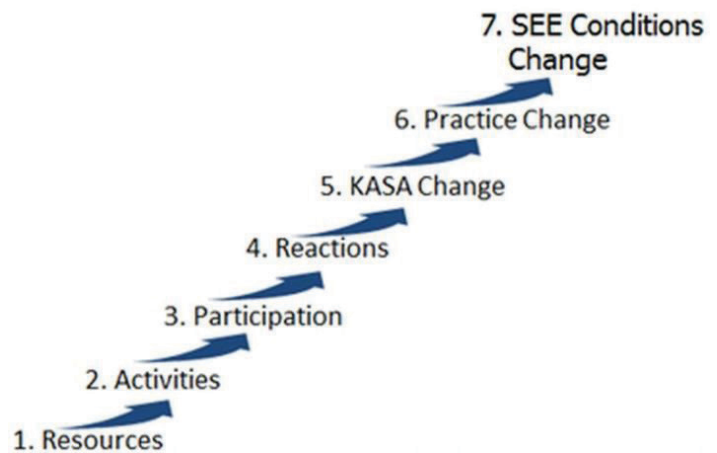 7. SEE Conditions
Change
6. Practice Change
5. KASA Change
4. Reactions
3. Participation
2. Activities
1. Resources